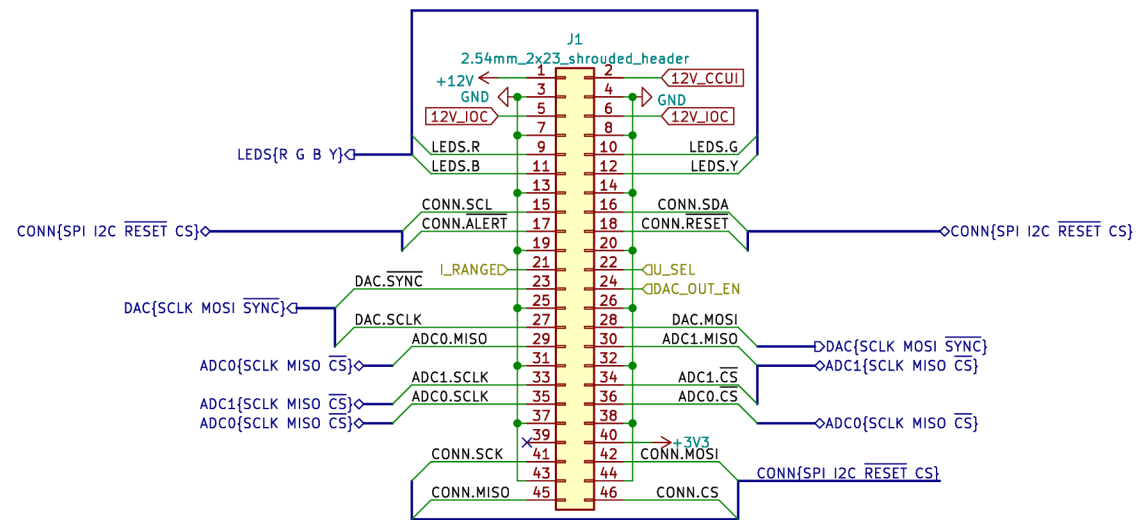 J1
2.54mm_2x23_shrouded_header
+12V 1 2 12V_CCUI
GND 3 4 GND
12V_IOC 5 6 12V_IOC
7 8
LEDS{R G B Y} LEDS.R 9 10 LEDS.G
LEDS.B 11 12 LEDS.Y
13 14
CONN.SCL 15 16 CONN.SDA
CONN{SPI I2C RESET CS} CONN.ALERT 17 18 CONN.RESET CONN{SPI I2C RESET CS}
19 20
I_RANGE 21 22 U_SEL
DAC.SYNC 23 24 DAC_OUT_EN
DAC{SCLK MOSI SYNC} 25 26
DAC.SCLK 27 28 DAC.MOSI
ADC0.MISO 29 30 ADC1.MISO DAC{SCLK MOSI SYNC}
ADC0{SCLK MISO CS} 31 32 ADC1{SCLK MISO CS}
ADC1.SCLK 33 34 ADC1.CS
ADC1{SCLK MISO CS} ADC0.SCLK 35 36 ADC0.CS
ADC0{SCLK MISO CS} 37 38 ADC0{SCLK MISO CS}
39 40 +3V3
CONN.SCK 41 42 CONN.MOSI
43 44 CONN{SPI I2C RESET CS}
CONN.MISO 45 46 CONN.CS